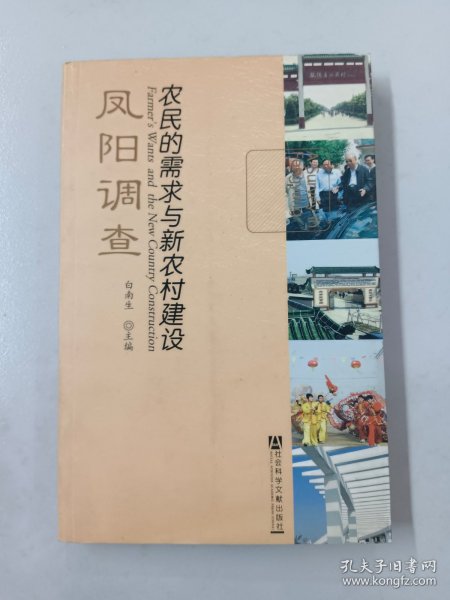 农民的需求与新农村建设
Farmer's Wants and the New Country Construction
凤阳调查
白南生 ◎主编
社会科学文献出版社
孔夫子旧书网
www.kongfz.com